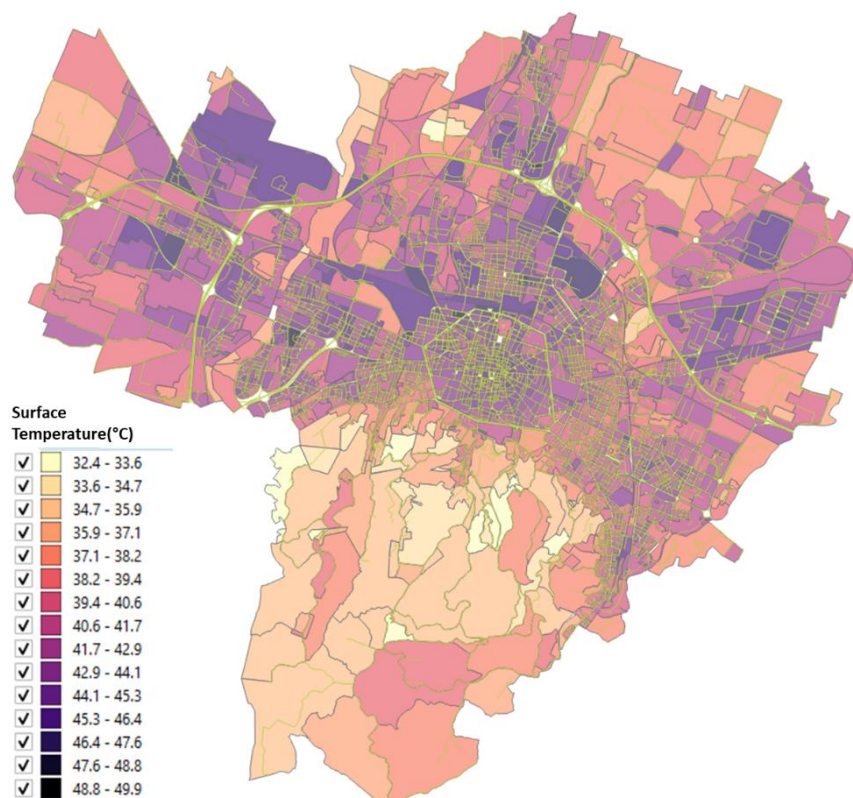 Surface
Temperature(°C)
32.4 - 33.6
33.6 - 34.7
34.7 - 35.9
35.9 - 37.1
37.1 - 38.2
38.2 - 39.4
39.4 - 40.6
40.6 - 41.7
41.7 - 42.9
42.9 - 44.1
44.1 - 45.3
45.3 - 46.4
46.4 - 47.6
47.6 - 48.8
48.8 - 49.9